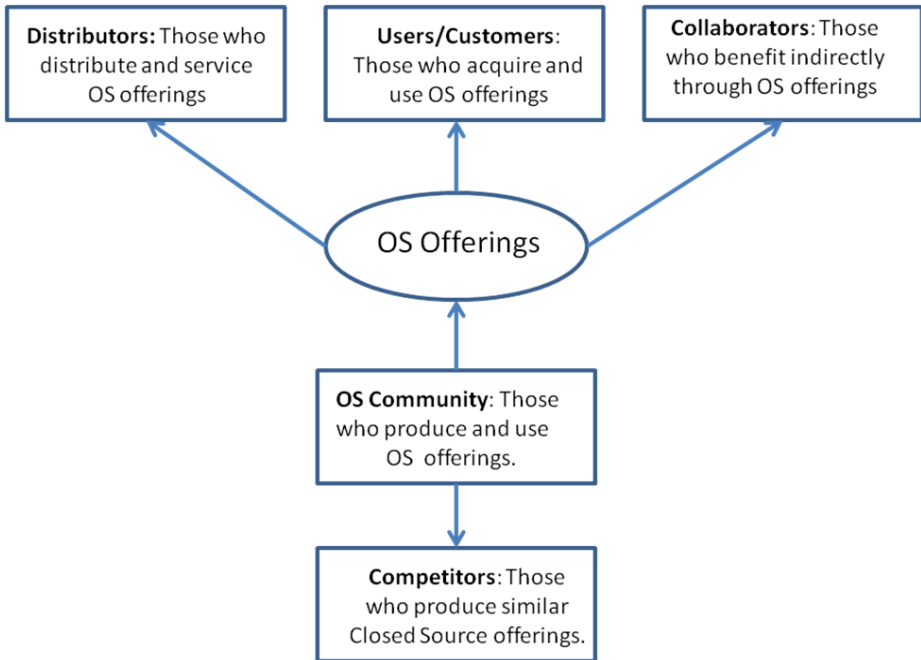 Distributors: Those who
distribute and service
OS offerings
Users/Customers:
Those who acquire and
use OS offerings
Collaborators: Those
who benefit indirectly
through OS offerings
OS Offerings
OS Community: Those
who produce and use
OS offerings.
Competitors: Those
who produce similar
Closed Source offerings.